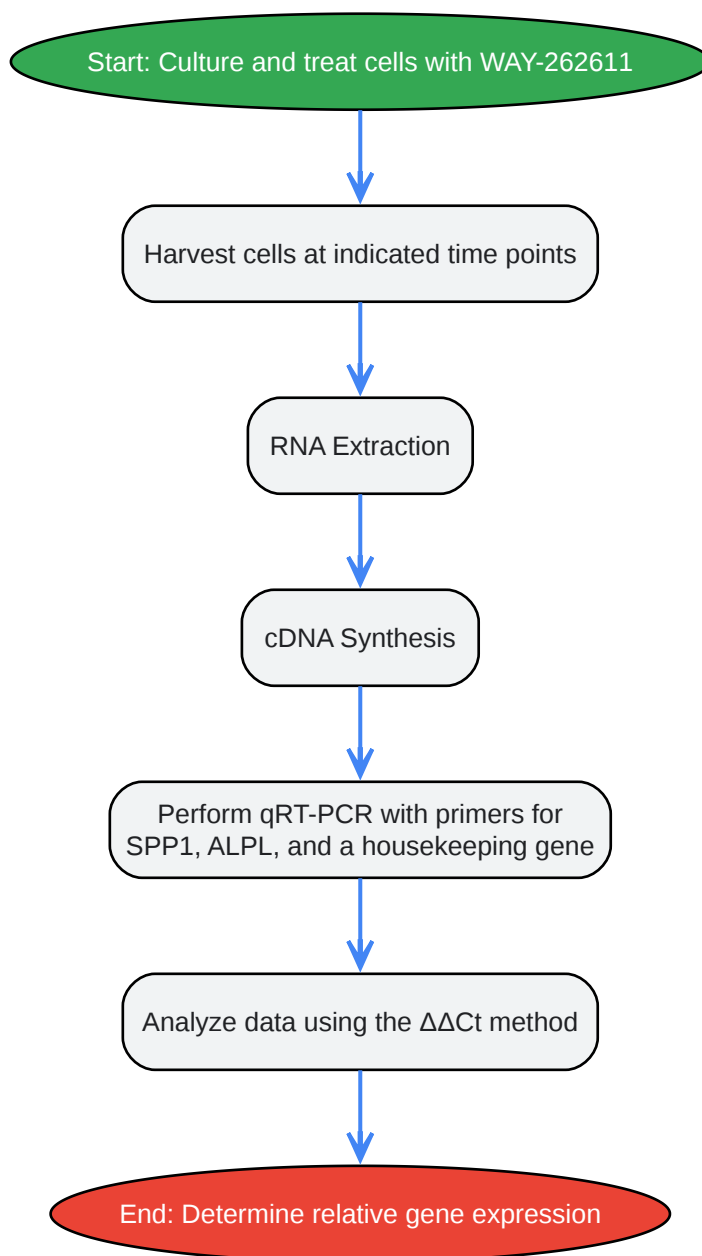 Start: Culture and treat cells with WAY-262611
Harvest cells at indicated time points
RNA Extraction
cDNA Synthesis
Perform qRT-PCR with primers for
SPP1, ALPL, and a housekeeping gene
Analyze data using the ΔΔCt method
End: Determine relative gene expression